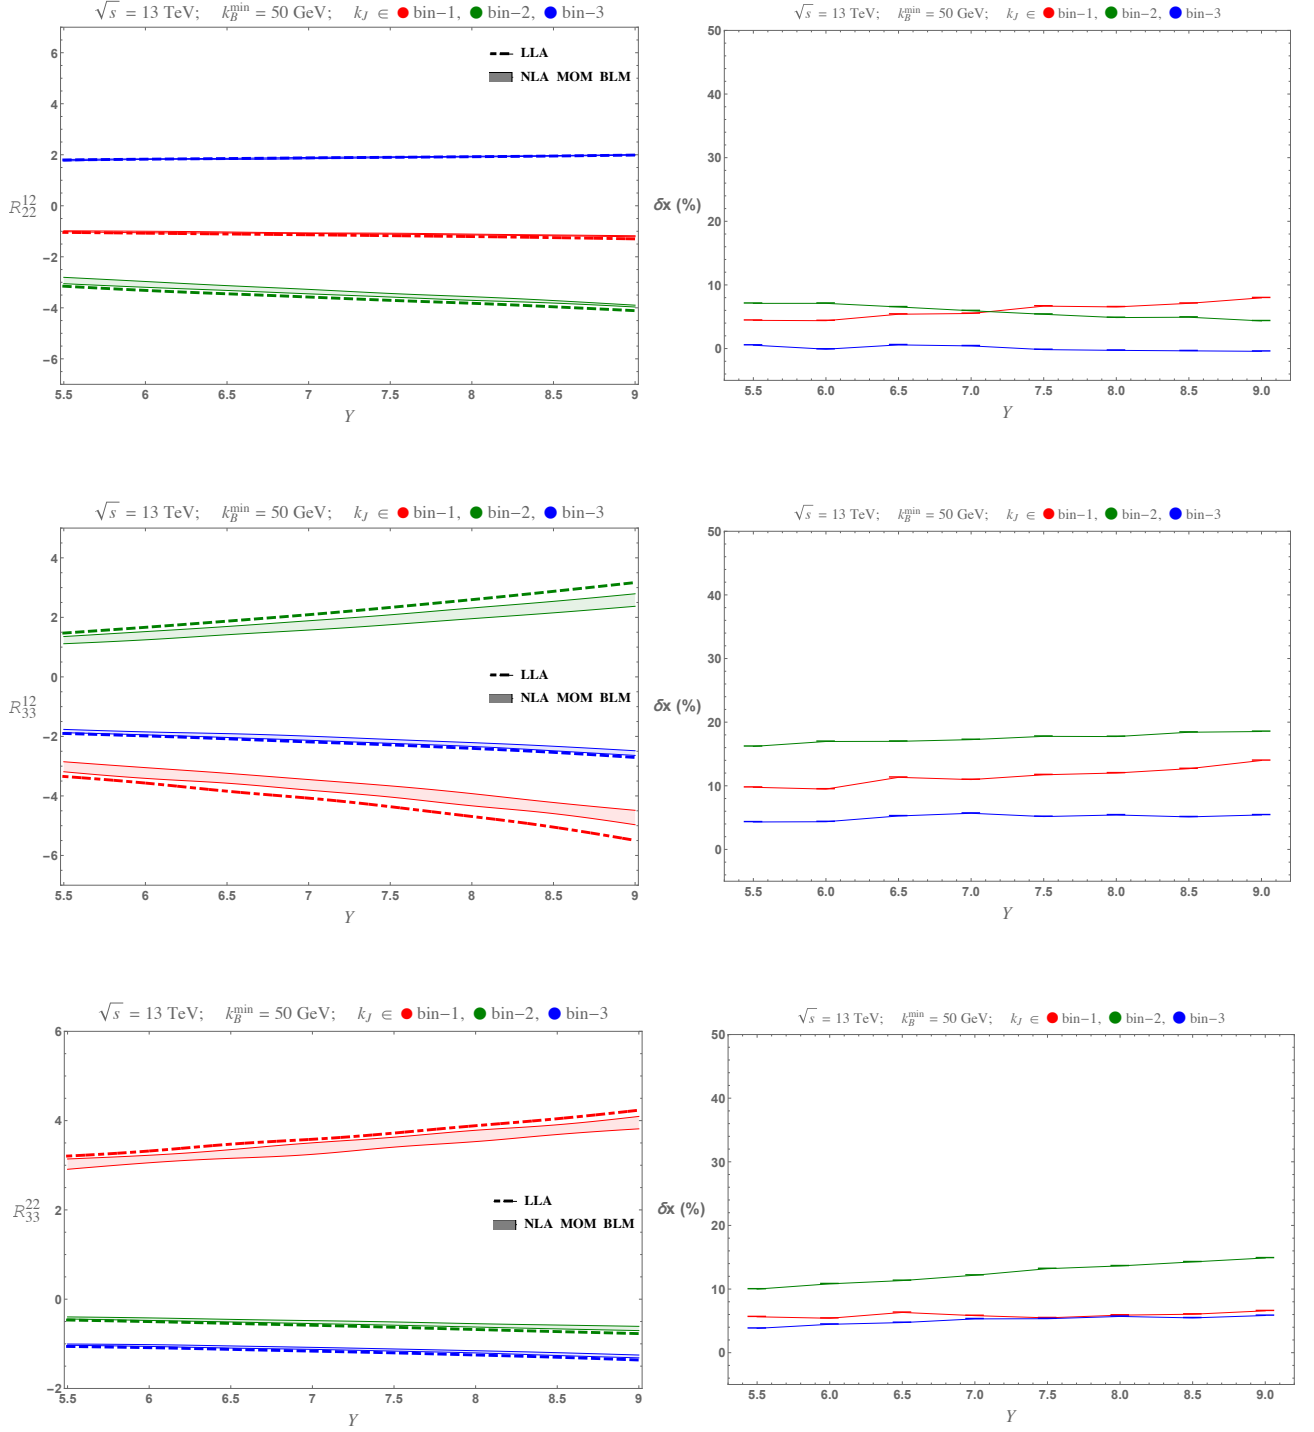 √s = 13 TeV; k_B^min = 50 GeV; k_J ∈ ● bin−1, ● bin−2, ● bin−3
6
4
2
0
−2
−4
−6
R_22^12
LLA
NLA MOM BLM
5.5 6 6.5 7 7.5 8 8.5 9
Y
√s = 13 TeV; k_B^min = 50 GeV; k_J ∈ ● bin−1, ● bin−2, ● bin−3
50
40
30
20
10
0
δx (%)
5.5 6.0 6.5 7.0 7.5 8.0 8.5 9.0
Y
√s = 13 TeV; k_B^min = 50 GeV; k_J ∈ ● bin−1, ● bin−2, ● bin−3
4
2
0
−2
−4
−6
R_33^12
LLA
NLA MOM BLM
5.5 6 6.5 7 7.5 8 8.5 9
Y
√s = 13 TeV; k_B^min = 50 GeV; k_J ∈ ● bin−1, ● bin−2, ● bin−3
50
40
30
20
10
0
δx (%)
5.5 6.0 6.5 7.0 7.5 8.0 8.5 9.0
Y
√s = 13 TeV; k_B^min = 50 GeV; k_J ∈ ● bin−1, ● bin−2, ● bin−3
6
4
2
0
−2
R_33^22
LLA
NLA MOM BLM
5.5 6 6.5 7 7.5 8 8.5 9
Y
√s = 13 TeV; k_B^min = 50 GeV; k_J ∈ ● bin−1, ● bin−2, ● bin−3
50
40
30
20
10
0
δx (%)
5.5 6.0 6.5 7.0 7.5 8.0 8.5 9.0
Y